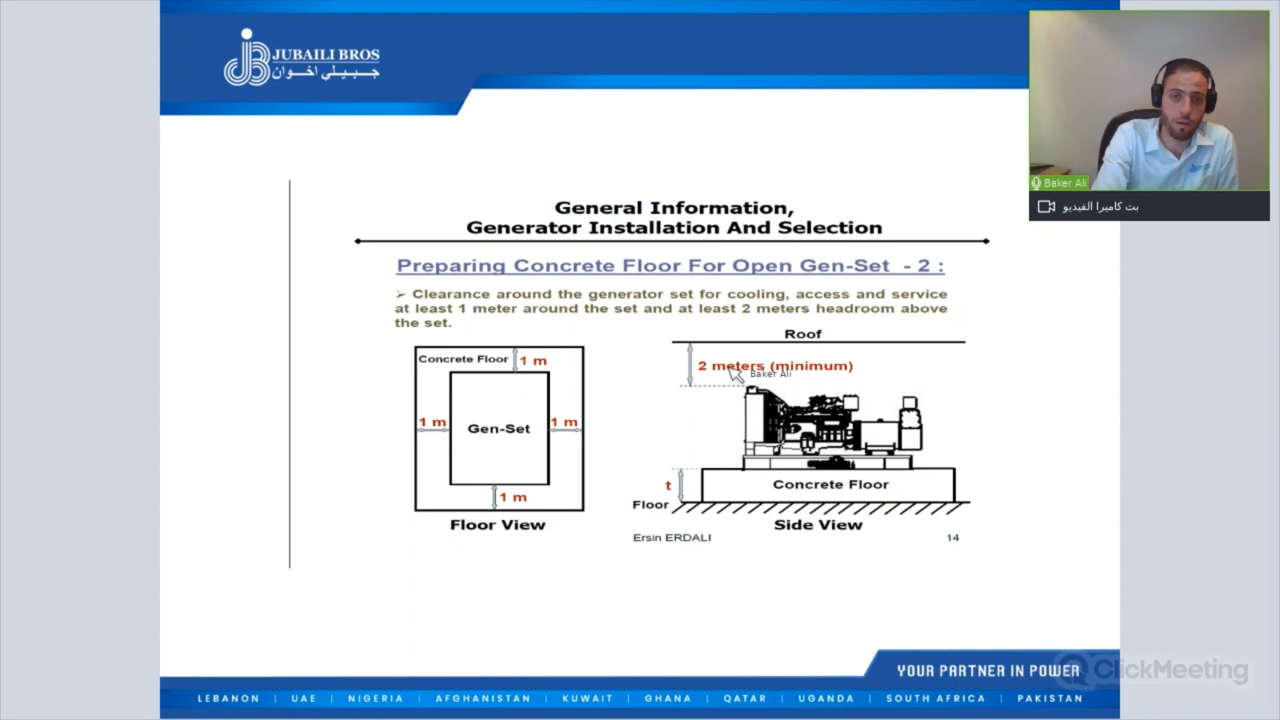 JUBAILI BROS
جبيلي اخوان
Baker Ali
بث كاميرا الفيديو
General Information,
Generator Installation And Selection
Preparing Concrete Floor For Open Gen-Set - 2 :
➢ Clearance around the generator set for cooling, access and service
at least 1 meter around the set and at least 2 meters headroom above
the set.
Concrete Floor
1 m
1 m
Gen-Set
1 m
1 m
Floor View
Roof
2 meters (minimum)
Baker Ali
t
Concrete Floor
Floor
Side View
Ersin ERDALI
14
YOUR PARTNER IN POWER
ClickMeeting
LEBANON | UAE | NIGERIA | AFGHANISTAN | KUWAIT | GHANA | QATAR | UGANDA | SOUTH AFRICA | PAKISTAN